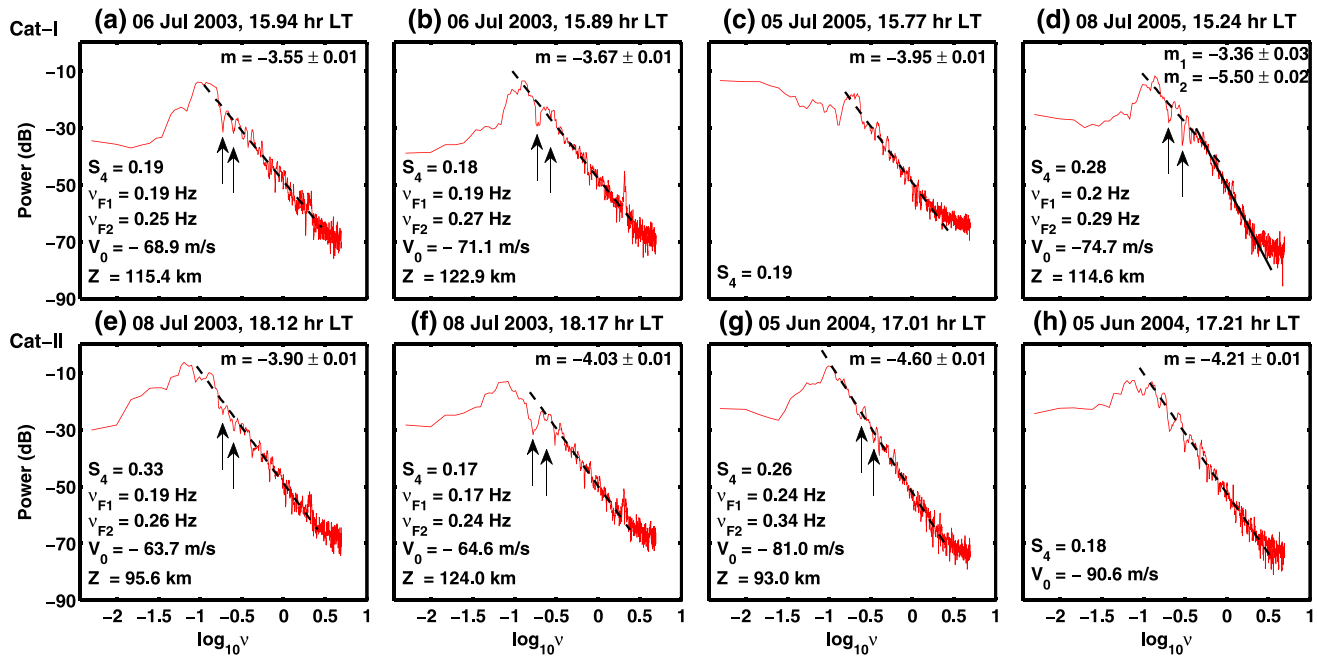 Cat–I
(a) 06 Jul 2003, 15.94 hr LT
m = −3.55 ± 0.01
S4 = 0.19
νF1 = 0.19 Hz
νF2 = 0.25 Hz
V0 = − 68.9 m/s
Z = 115.4 km
Power (dB)
−10
−30
−50
−70
−90
(b) 06 Jul 2003, 15.89 hr LT
m = −3.67 ± 0.01
S4 = 0.18
νF1 = 0.19 Hz
νF2 = 0.27 Hz
V0 = −71.1 m/s
Z = 122.9 km
(c) 05 Jul 2005, 15.77 hr LT
m = −3.95 ± 0.01
S4 = 0.19
(d) 08 Jul 2005, 15.24 hr LT
m1 = −3.36 ± 0.03
m2 = −5.50 ± 0.02
S4 = 0.28
νF1 = 0.2 Hz
νF2 = 0.29 Hz
V0 = −74.7 m/s
Z = 114.6 km
Cat–II
(e) 08 Jul 2003, 18.12 hr LT
m = −3.90 ± 0.01
S4 = 0.33
νF1 = 0.19 Hz
νF2 = 0.26 Hz
V0 = −63.7 m/s
Z = 95.6 km
Power (dB)
−10
−30
−50
−70
−90
−2 −1.5 −1 −0.5 0 0.5 1
log10ν
(f) 08 Jul 2003, 18.17 hr LT
m = −4.03 ± 0.01
S4 = 0.17
νF1 = 0.17 Hz
νF2 = 0.24 Hz
V0 = − 64.6 m/s
Z = 124.0 km
−2 −1.5 −1 −0.5 0 0.5 1
log10ν
(g) 05 Jun 2004, 17.01 hr LT
m = −4.60 ± 0.01
S4 = 0.26
νF1 = 0.24 Hz
νF2 = 0.34 Hz
V0 = − 81.0 m/s
Z = 93.0 km
−2 −1.5 −1 −0.5 0 0.5 1
log10ν
(h) 05 Jun 2004, 17.21 hr LT
m = −4.21 ± 0.01
S4 = 0.18
V0 = − 90.6 m/s
−2 −1.5 −1 −0.5 0 0.5 1
log10ν